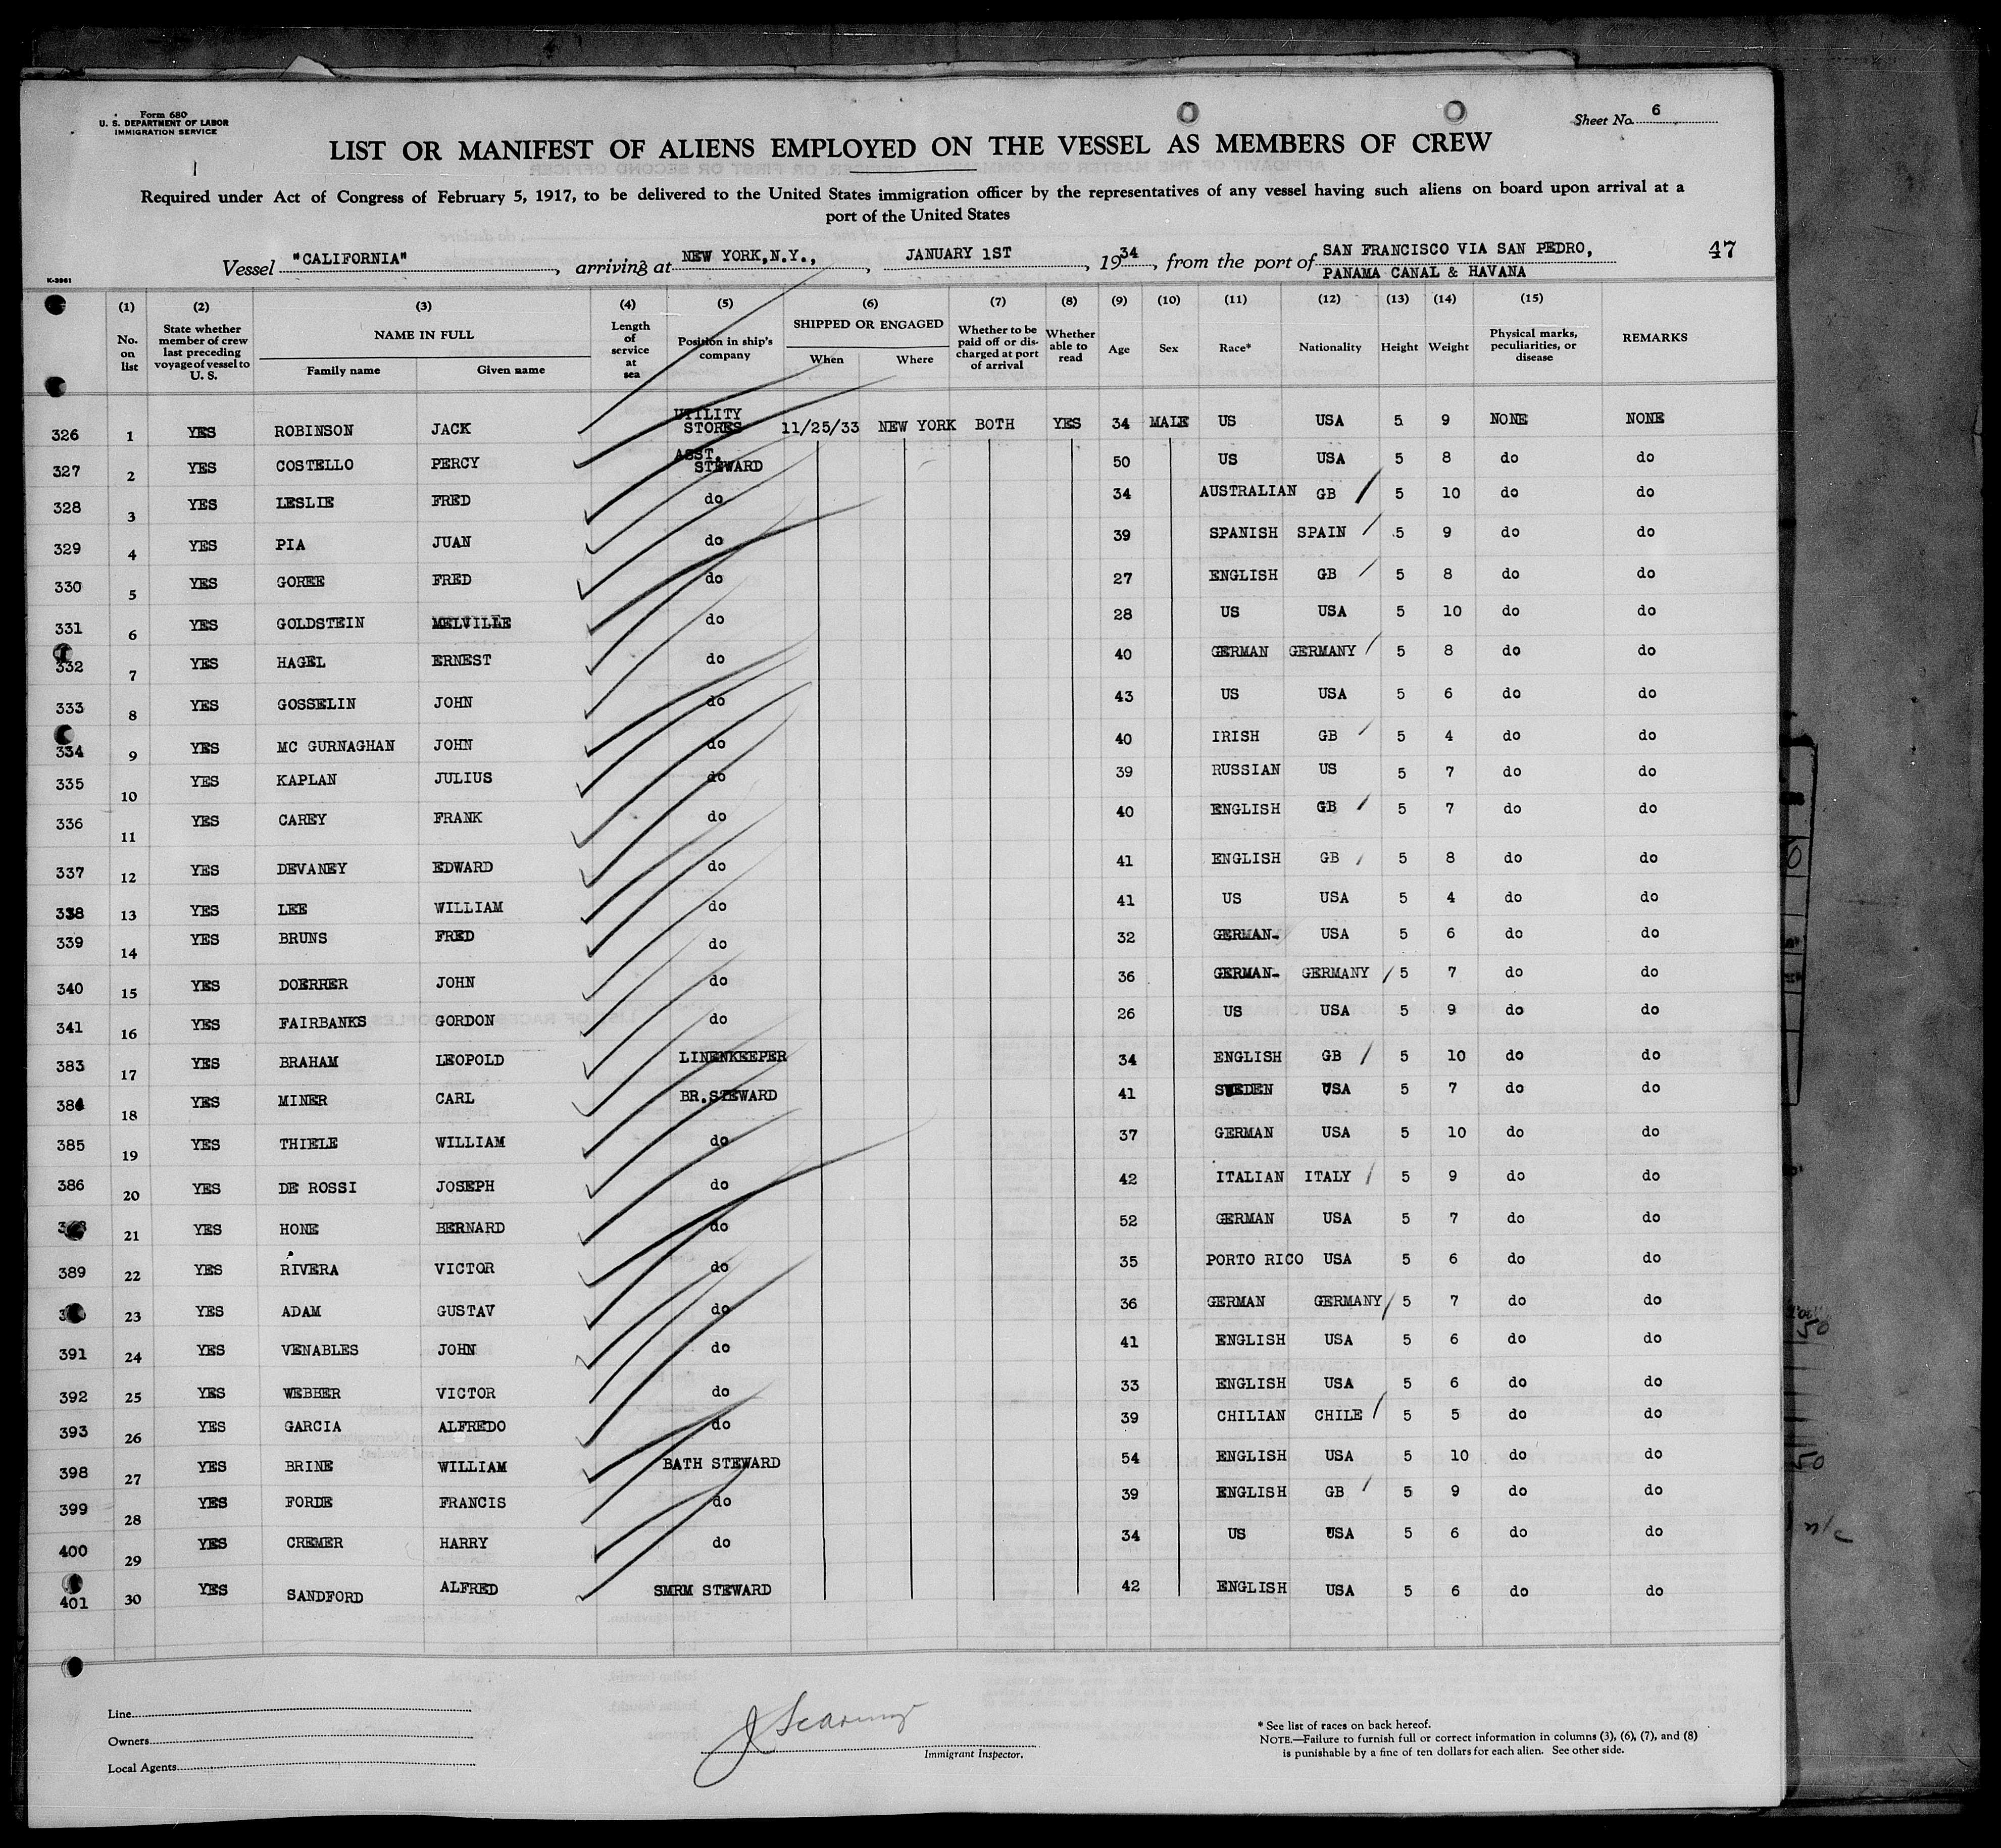 Form 680
U. S. DEPARTMENT OF LABOR
IMMIGRATION SERVICE
Sheet No. 6
LIST OR MANIFEST OF ALIENS EMPLOYED ON THE VESSEL AS MEMBERS OF CREW
Required under Act of Congress of February 5, 1917, to be delivered to the United States immigration officer by the representatives of any vessel having such aliens on board upon arrival at a
port of the United States
Vessel "CALIFORNIA", arriving at NEW YORK, N.Y., JANUARY 1ST, 1934, from the port of SAN FRANCISCO VIA SAN PEDRO,
PANAMA CANAL & HAVANA
47
K-3961
(1) (2) (3) (4) (5) (6) (7) (8) (9) (10) (11) (12) (13) (14) (15)
No. on list State whether member of crew last preceding voyage of vessel to U. S. NAME IN FULL Family name Given name Length of service at sea Position in ship's company SHIPPED OR ENGAGED When Where Whether to be paid off or discharged at port of arrival Whether able to read Age Sex Race* Nationality Height Weight Physical marks, peculiarities, or disease REMARKS
326 1 YES ROBINSON JACK UTILITY STORES 11/25/33 NEW YORK BOTH YES 34 MALE US USA 5 9 NONE NONE
327 2 YES COSTELLO PERCY ASST. STEWARD 50 US USA 5 8 do do
328 3 YES LESLIE FRED do 34 AUSTRALIAN GB 5 10 do do
329 4 YES PIA JUAN do 39 SPANISH SPAIN 5 9 do do
330 5 YES GOREE FRED do 27 ENGLISH GB 5 8 do do
331 6 YES GOLDSTEIN MELVILLE do 28 US USA 5 10 do do
332 7 YES HAGEL ERNEST do 40 GERMAN GERMANY 5 8 do do
333 8 YES GOSSELIN JOHN do 43 US USA 5 6 do do
334 9 YES MC GURNAGHAN JOHN do 40 IRISH GB 5 4 do do
335 10 YES KAPLAN JULIUS do 39 RUSSIAN US 5 7 do do
336 11 YES CAREY FRANK do 40 ENGLISH GB 5 7 do do
337 12 YES DEVANEY EDWARD do 41 ENGLISH GB 5 8 do do
338 13 YES LEE WILLIAM do 41 US USA 5 4 do do
339 14 YES BRUNS FRED do 32 GERMAN- USA 5 6 do do
340 15 YES DOERRER JOHN do 36 GERMAN- GERMANY 5 7 do do
341 16 YES FAIRBANKS GORDON do 26 US USA 5 9 do do
383 17 YES BRAHAM LEOPOLD LINENKEEPER 34 ENGLISH GB 5 10 do do
384 18 YES MINER CARL BR.STEWARD 41 SWEDEN USA 5 7 do do
385 19 YES THIELE WILLIAM do 37 GERMAN USA 5 10 do do
386 20 YES DE ROSSI JOSEPH do 42 ITALIAN ITALY 5 9 do do
21 YES HONE BERNARD do 52 GERMAN USA 5 7 do do
389 22 YES RIVERA VICTOR do 35 PORTO RICO USA 5 6 do do
23 YES ADAM GUSTAV do 36 GERMAN GERMANY 5 7 do do
391 24 YES VENABLES JOHN do 41 ENGLISH USA 5 6 do do
392 25 YES WEBBER VICTOR do 33 ENGLISH USA 5 6 do do
393 26 YES GARCIA ALFREDO do 39 CHILIAN CHILE 5 5 do do
398 27 YES BRINE WILLIAM BATH STEWARD 54 ENGLISH USA 5 10 do do
399 28 YES FORDE FRANCIS do 39 ENGLISH GB 5 9 do do
400 29 YES CREMER HARRY do 34 US USA 5 6 do do
401 30 YES SANDFORD ALFRED SMRM STEWARD 42 ENGLISH USA 5 6 do do
Line
Owners
Local Agents
Immigrant Inspector.
* See list of races on back hereof.
NOTE.—Failure to furnish full or correct information in columns (3), (6), (7), and (8)
is punishable by a fine of ten dollars for each alien. See other side.